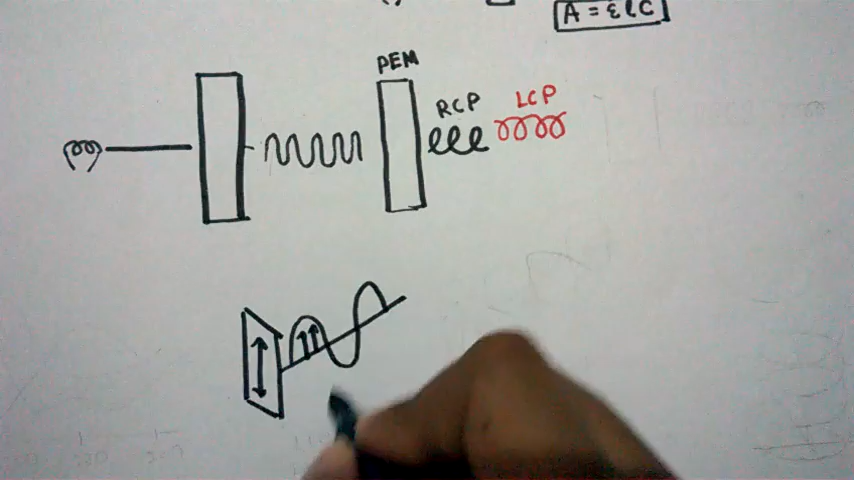 A = εlC
PEM
RCP LCP